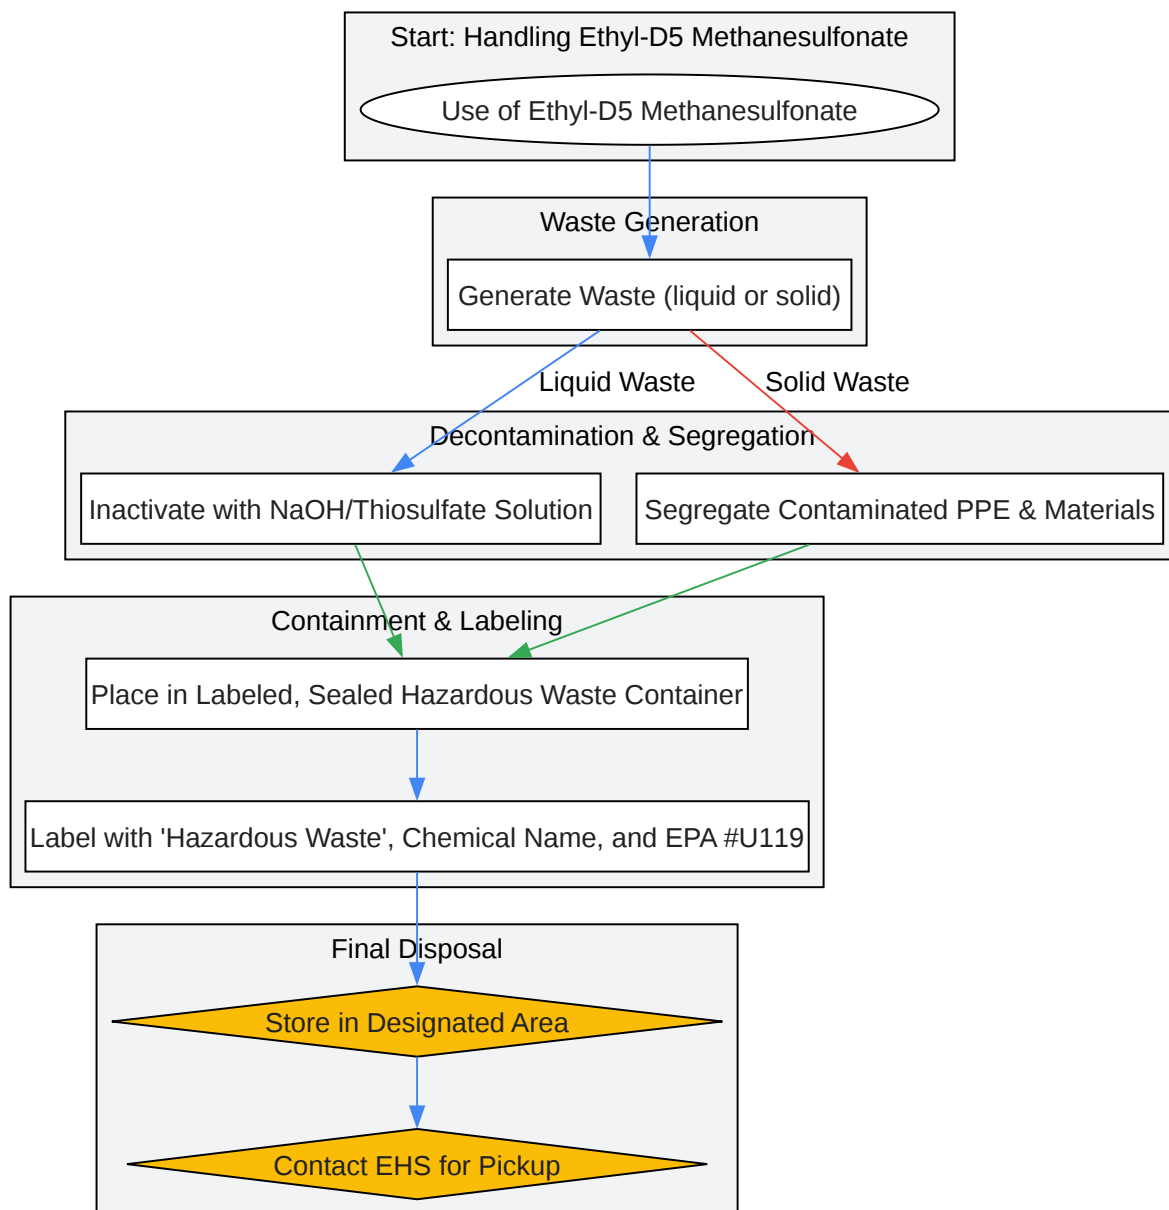 Start: Handling Ethyl-D5 Methanesulfonate
Use of Ethyl-D5 Methanesulfonate
Waste Generation
Generate Waste (liquid or solid)
Liquid Waste
Solid Waste
Decontamination & Segregation
Inactivate with NaOH/Thiosulfate Solution
Segregate Contaminated PPE & Materials
Containment & Labeling
Place in Labeled, Sealed Hazardous Waste Container
Label with 'Hazardous Waste', Chemical Name, and EPA #U119
Final Disposal
Store in Designated Area
Contact EHS for Pickup